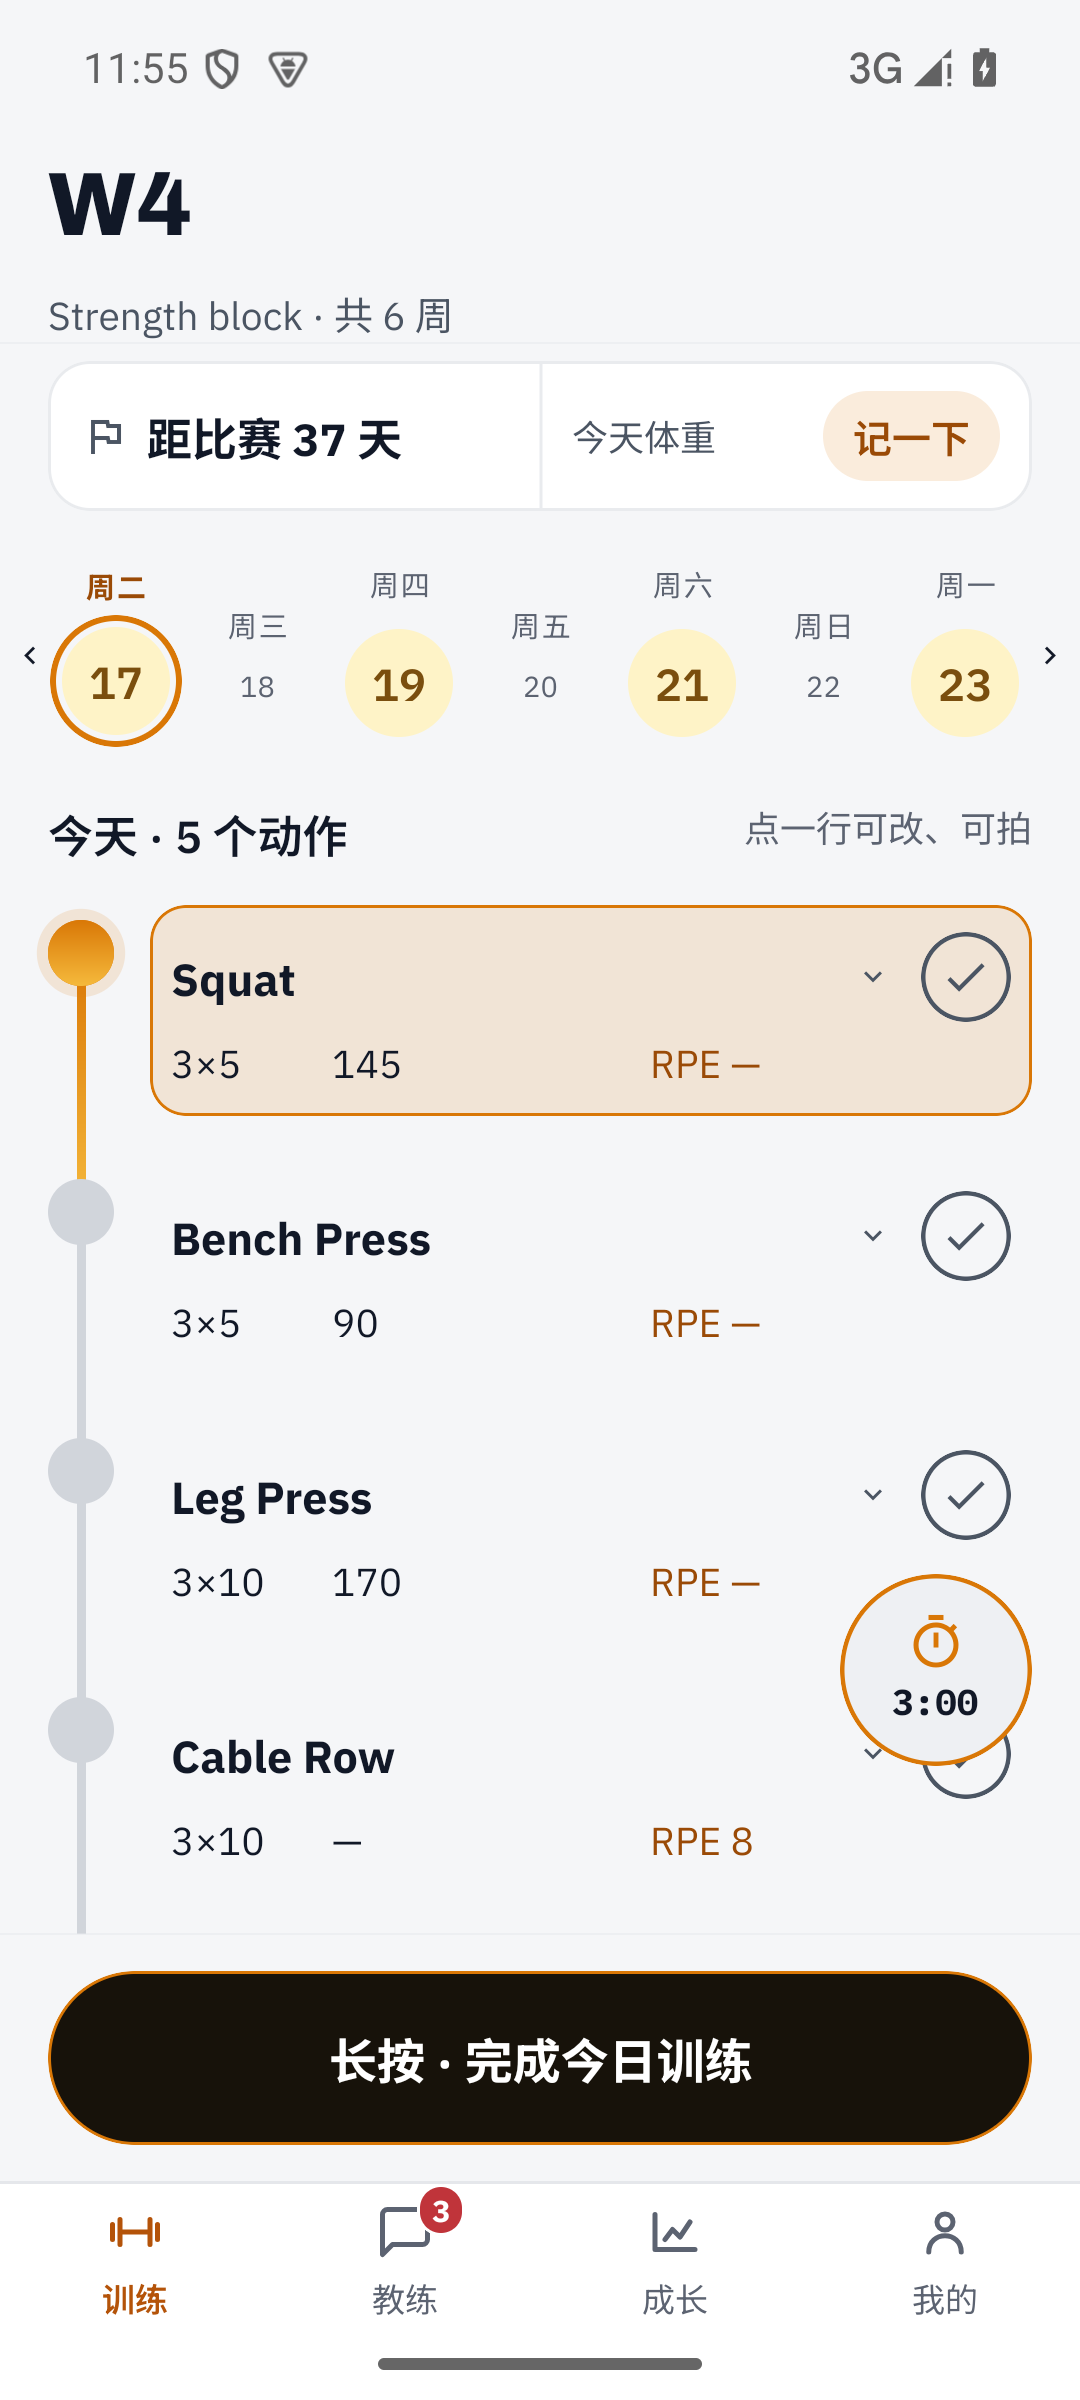 11:55
3G
W4
Strength block · 共 6 周
距比赛 37 天
今天体重
记一下
周二 周三 周四 周五 周六 周日 周一
17 18 19 20 21 22 23
今天 · 5 个动作
点一行可改、可拍
Squat
3×5 145 RPE —
Bench Press
3×5 90 RPE —
Leg Press
3×10 170 RPE —
3:00
Cable Row
3×10 — RPE 8
长按 · 完成今日训练
3
训练 教练 成长 我的